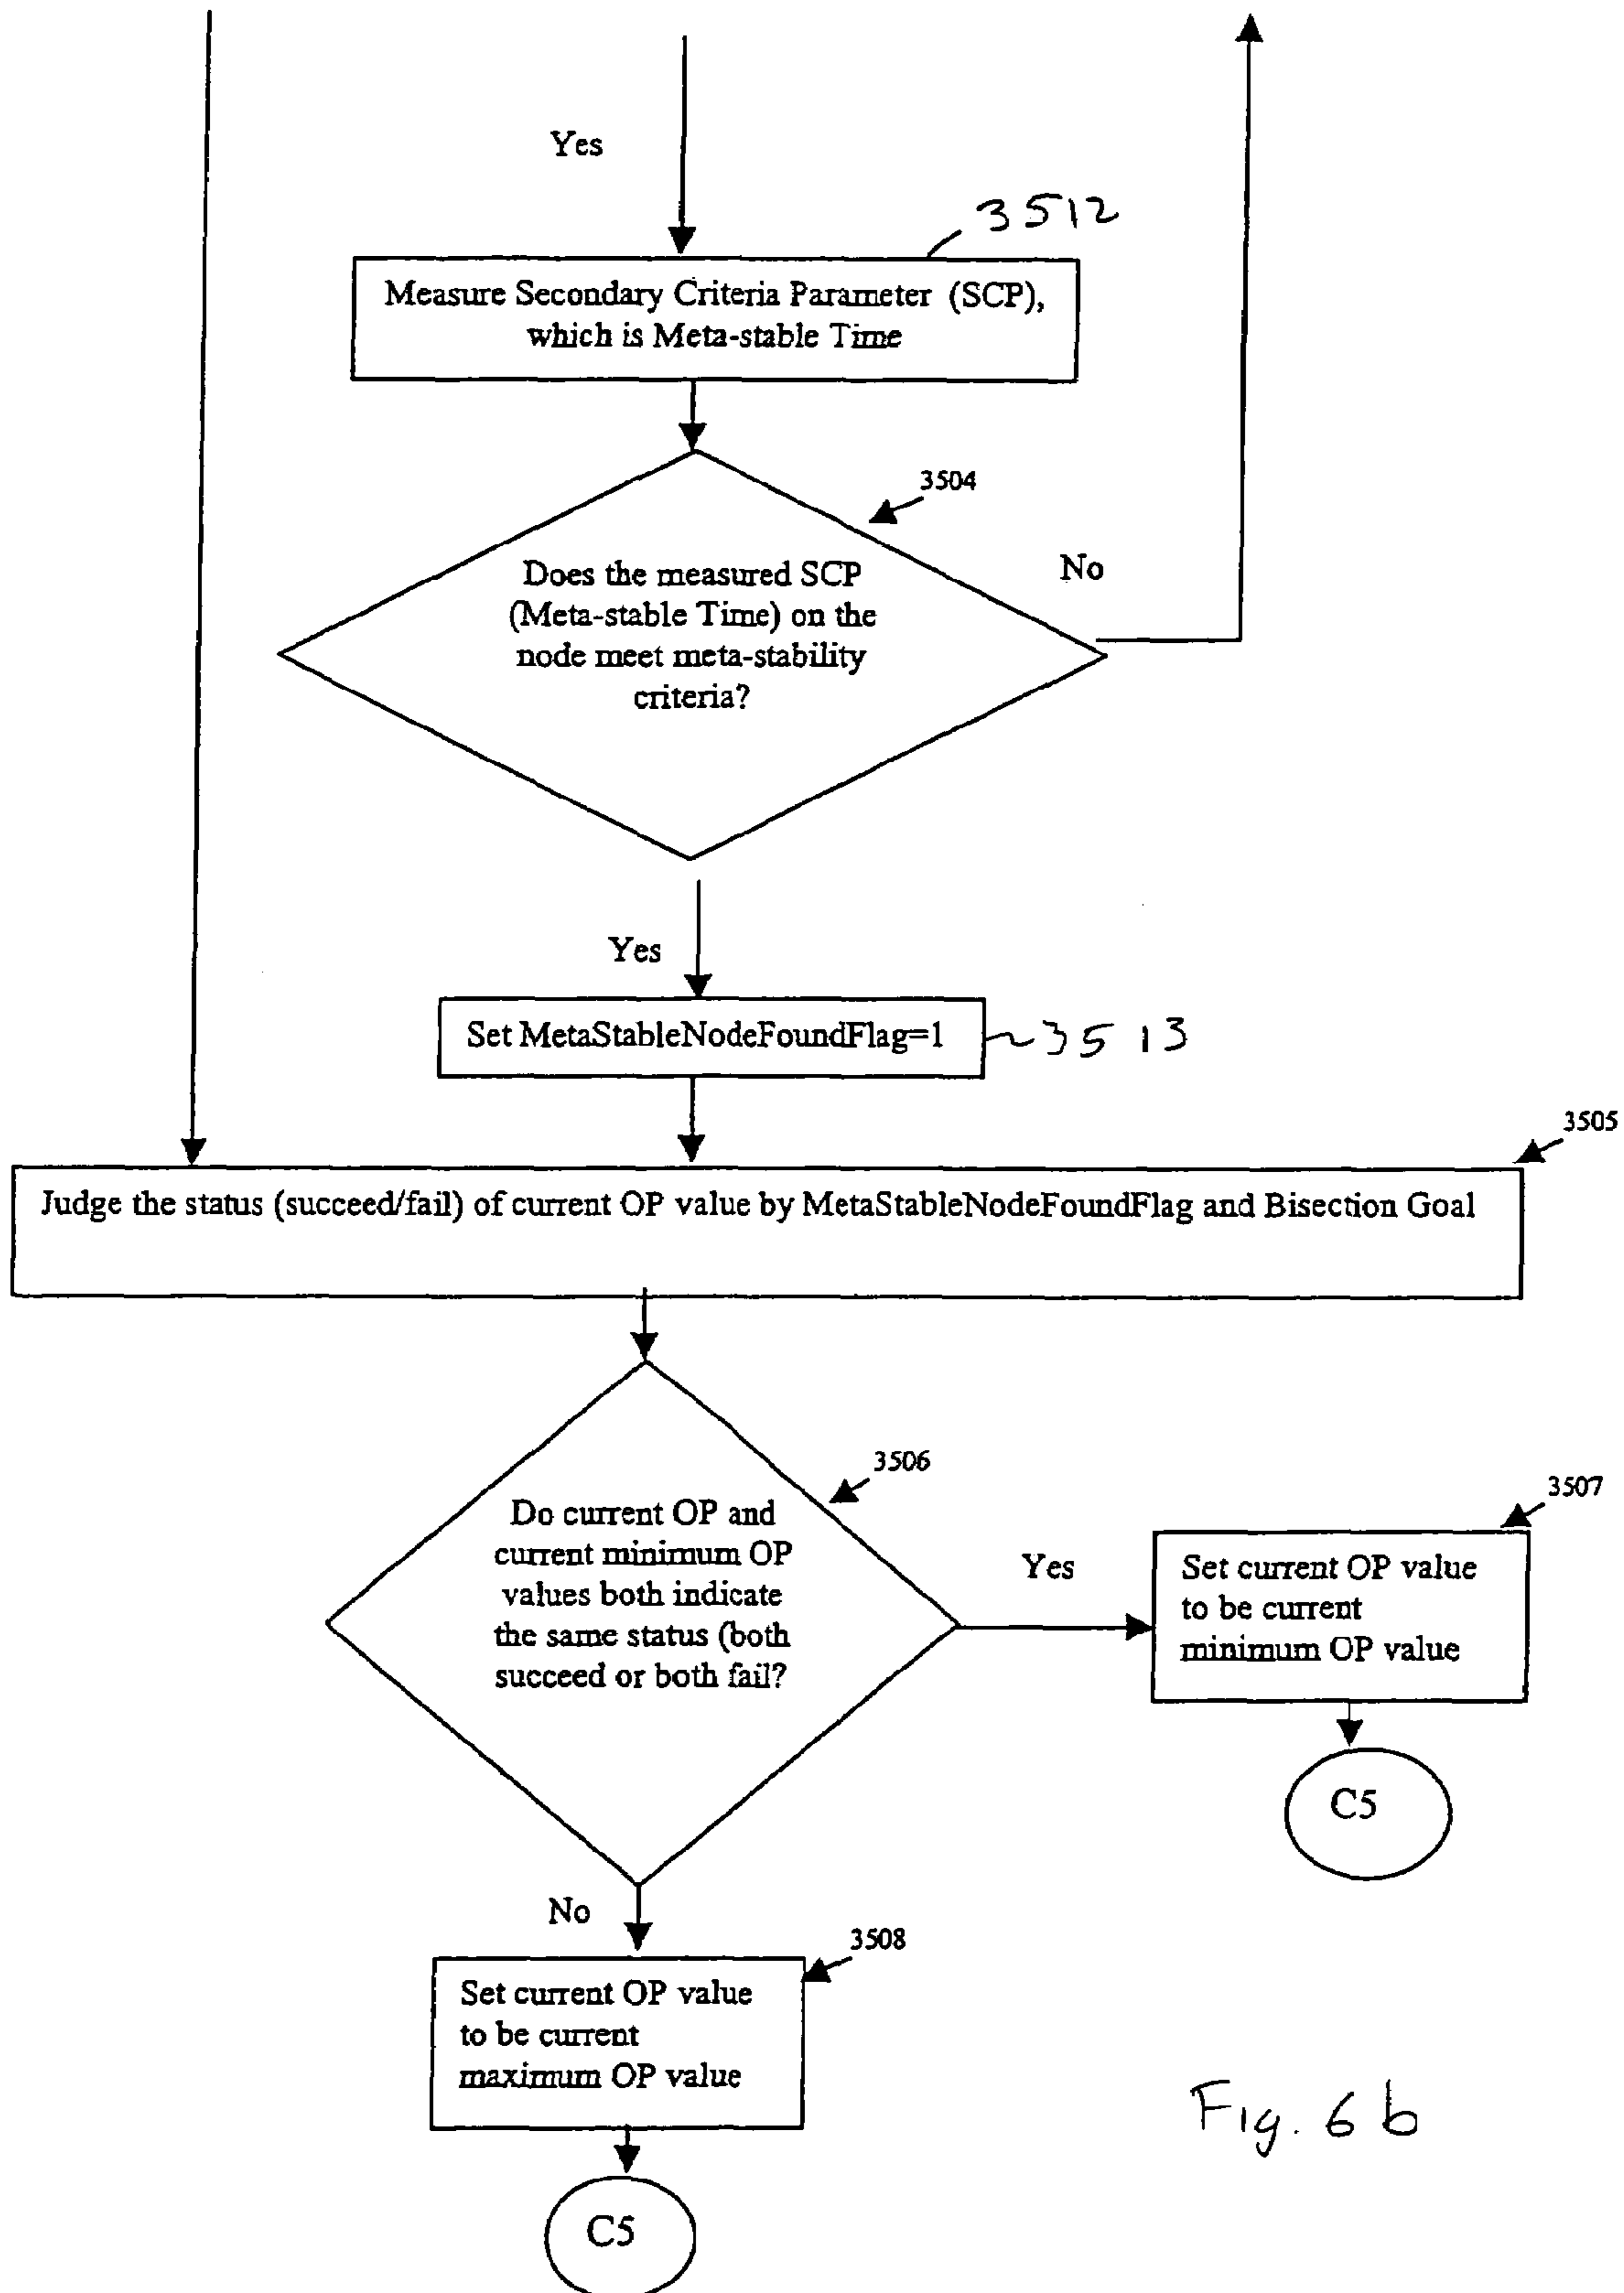 Yes
3512
Measure Secondary Criteria Parameter (SCP),
which is Meta-stable Time
3504
Does the measured SCP
(Meta-stable Time) on the
node meet meta-stability
criteria?
No
Yes
Set MetaStableNodeFoundFlag=1
3513
3505
Judge the status (succeed/fail) of current OP value by MetaStableNodeFoundFlag and Bisection Goal
3506
Do current OP and
current minimum OP
values both indicate
the same status (both
succeed or both fail?
Yes
3507
Set current OP value
to be current
minimum OP value
C5
No
3508
Set current OP value
to be current
maximum OP value
C5
Fig. 6b